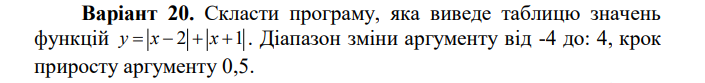 Варіант 20. Скласти програму, яка виведе таблицю значень
функцій y=|x−2|+|x+1|. Діапазон зміни аргументу від -4 до: 4, крок
приросту аргументу 0,5.